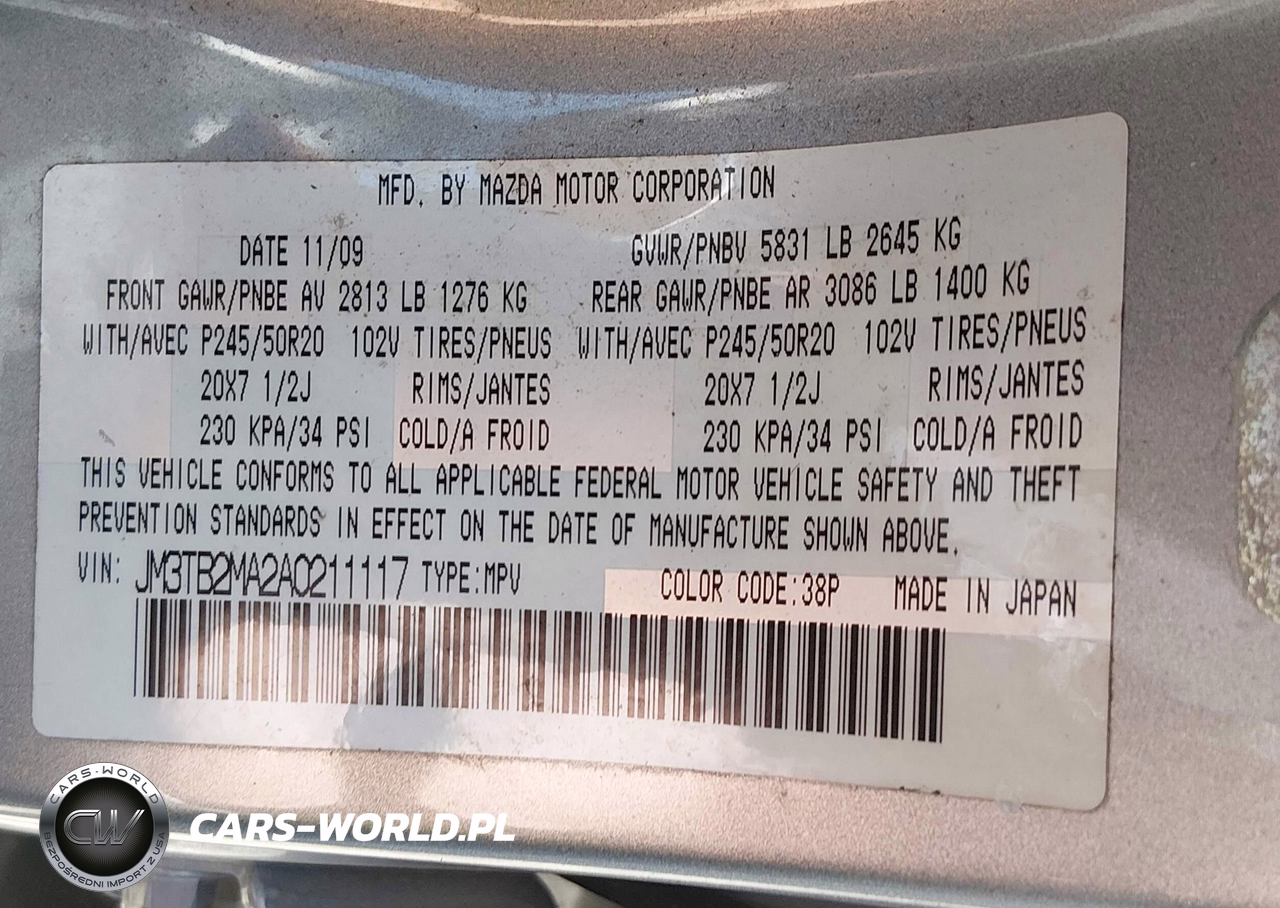 MFD. BY MAZDA MOTOR CORPORATION
DATE 11/09 GVWR/PNBV 5831 LB 2645 KG
FRONT GAWR/PNBE AV 2813 LB 1276 KG REAR GAWR/PNBE AR 3086 LB 1400 KG
WITH/AVEC P245/50R20 102V TIRES/PNEUS WITH/AVEC P245/50R20 102V TIRES/PNEUS
20X7 1/2J RIMS/JANTES 20X7 1/2J RIMS/JANTES
230 KPA/34 PSI COLD/A FROID 230 KPA/34 PSI COLD/A FROID
THIS VEHICLE CONFORMS TO ALL APPLICABLE FEDERAL MOTOR VEHICLE SAFETY AND THEFT
PREVENTION STANDARDS IN EFFECT ON THE DATE OF MANUFACTURE SHOWN ABOVE.
VIN: JM3TB2MA2A0211117 TYPE:MPV COLOR CODE:38P MADE IN JAPAN
CARS-WORLD
CW
BEZPOŚREDNI IMPORT Z USA
CARS-WORLD.PL